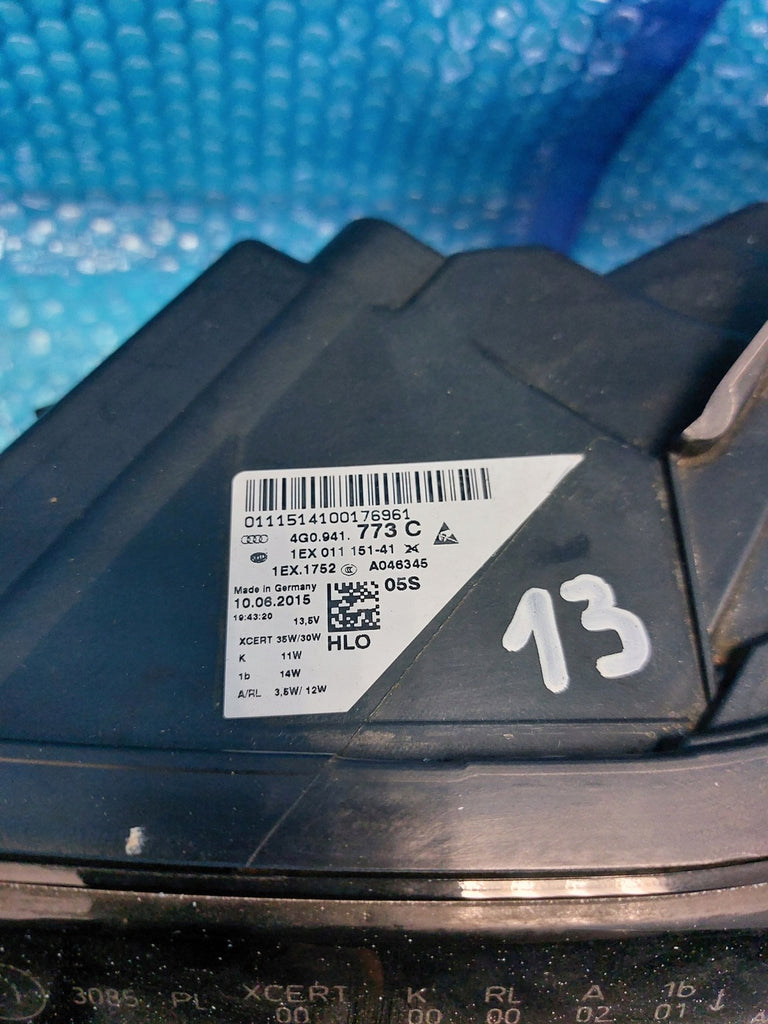 0111514100176961
4G0.941. 773 C
1EX 011 151-41
1EX.1752 A046345
Made in Germany 05S
10.06.2015
19:43:20 13,5V
XCERT 35W/30W HLO
K 11W
1b 14W
A/RL 3,5W/ 12W
13
1 3085 PL XCERT K RL A 1b
00 00 00 02 01 A